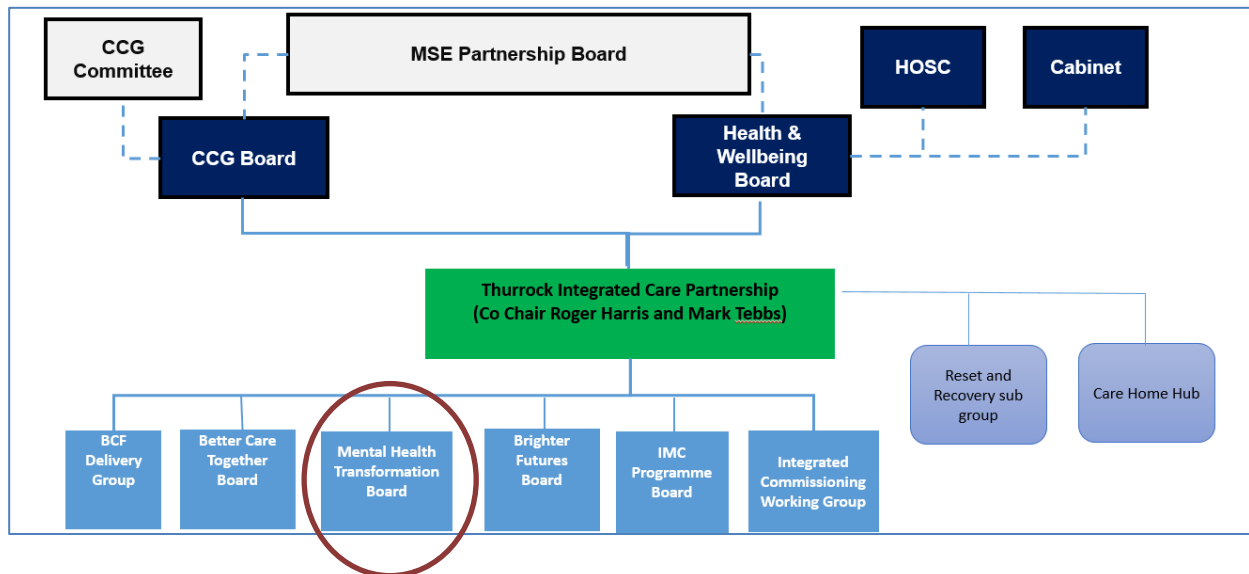 CCG
Committee
MSE Partnership Board
HOSC
Cabinet
CCG Board
Health &
Wellbeing
Board
Thurrock Integrated Care Partnership
(Co Chair Roger Harris and Mark Tebbs)
Reset and
Recovery sub
group
Care Home Hub
BCF
Delivery
Group
Better Care
Together
Board
Mental Health
Transformation
Board
Brighter
Futures
Board
IMC
Programme
Board
Integrated
Commissioning
Working Group